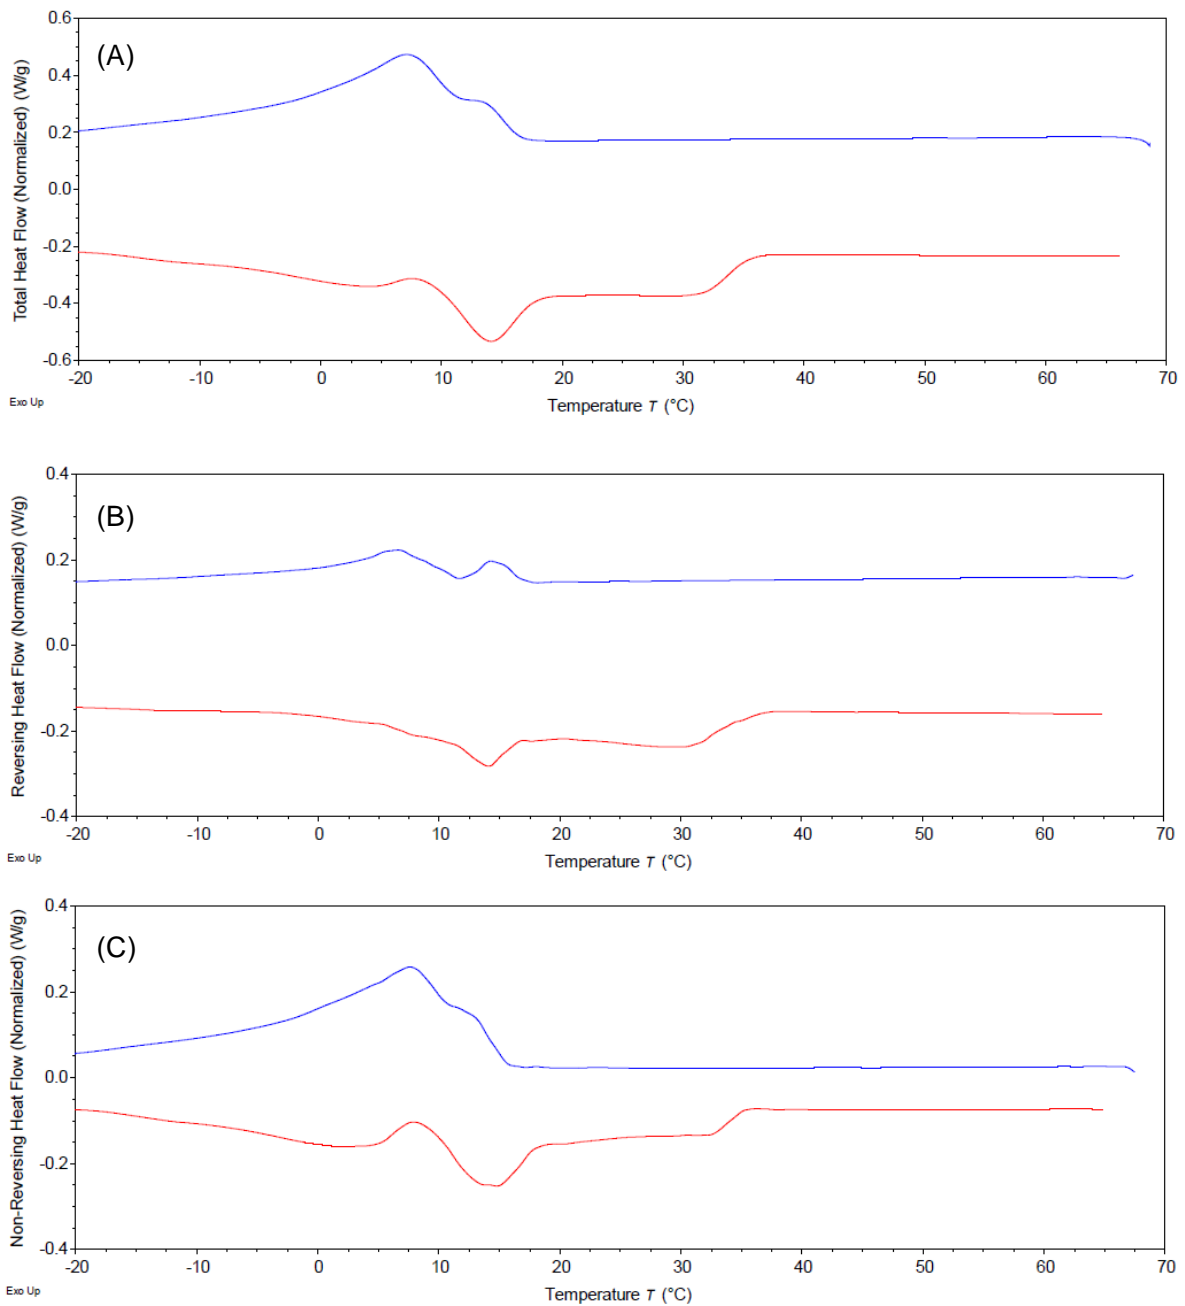 (A)
Total Heat Flow (Normalized) (W/g)
0.6
0.4
0.2
0.0
-0.2
-0.4
-0.6
-20 -10 0 10 20 30 40 50 60 70
Exo Up
Temperature T (°C)
(B)
Reversing Heat Flow (Normalized) (W/g)
0.4
0.2
0.0
-0.2
-0.4
-20 -10 0 10 20 30 40 50 60 70
Exo Up
Temperature T (°C)
(C)
Non-Reversing Heat Flow (Normalized) (W/g)
0.4
0.2
0.0
-0.2
-0.4
-20 -10 0 10 20 30 40 50 60 70
Exo Up
Temperature T (°C)